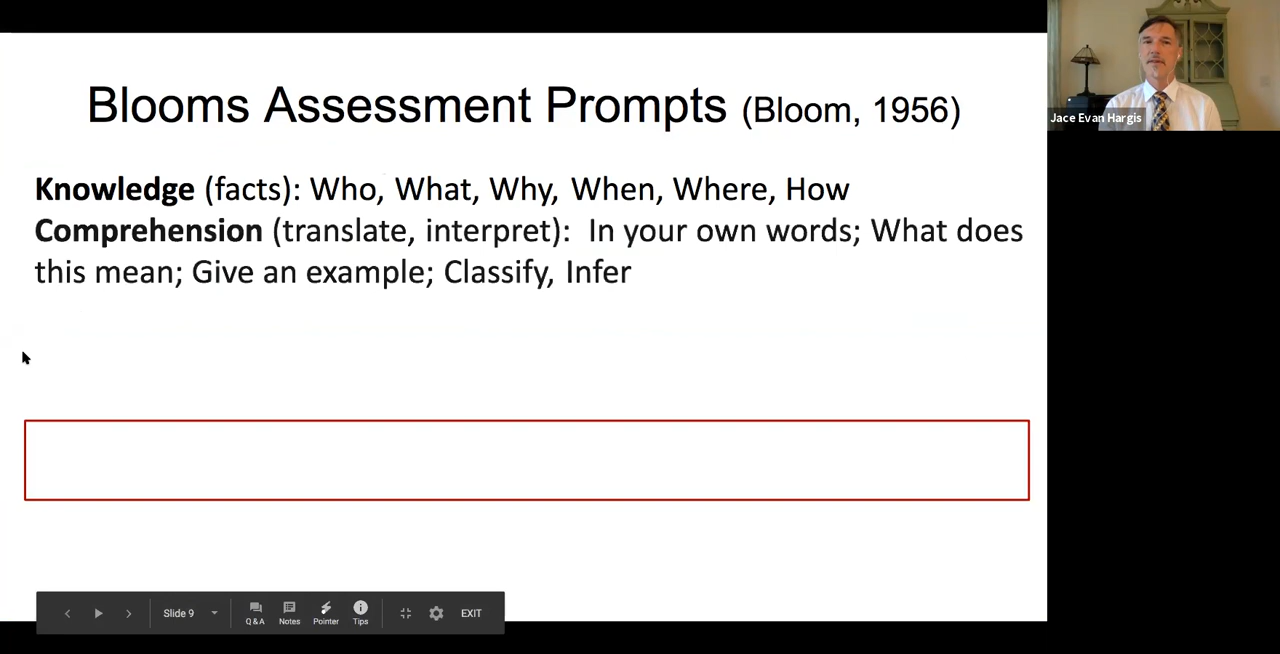 Blooms Assessment Prompts (Bloom, 1956)
Jace Evan Hargis
Knowledge (facts): Who, What, Why, When, Where, How
Comprehension (translate, interpret):  In your own words; What does
this mean; Give an example; Classify, Infer
Slide 9
Q & A
Notes
Pointer
Tips
EXIT